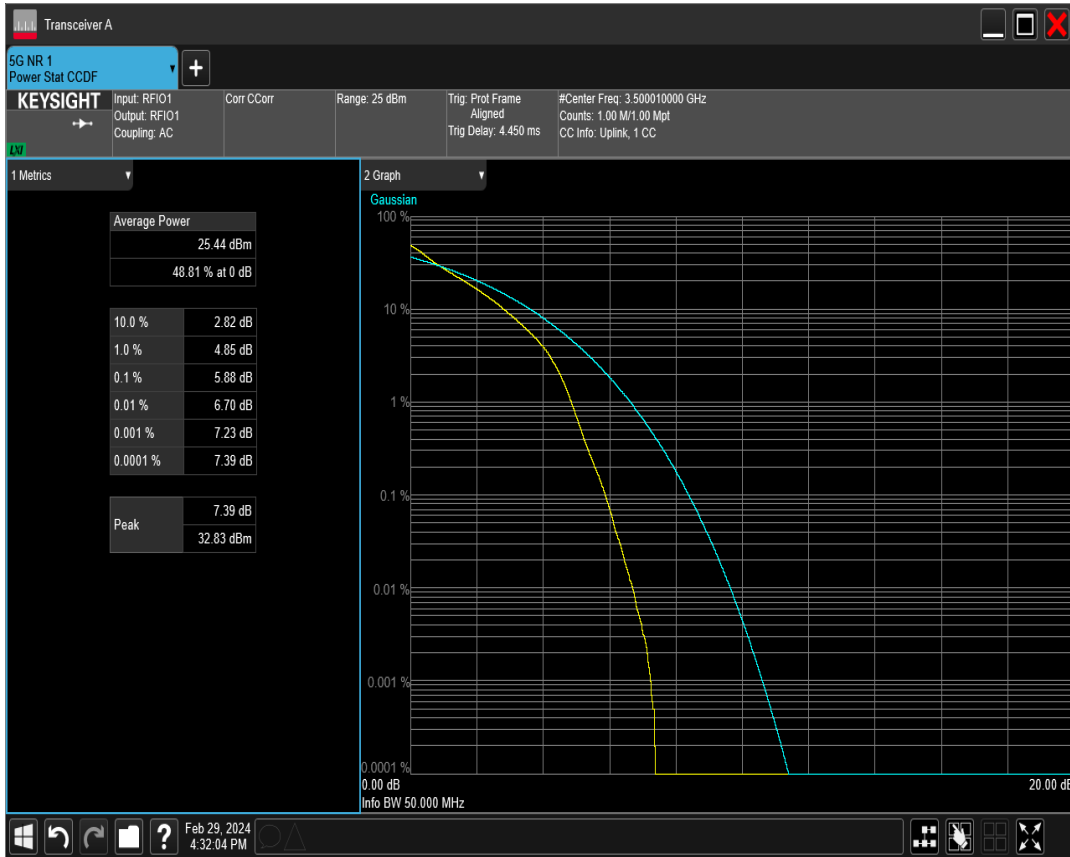 Transceiver A
5G NR 1
Power Stat CCDF
+
KEYSIGHT
LXI
Input: RFIO1
Output: RFIO1
Coupling: AC
Corr CCorr
Range: 25 dBm
Trig: Prot Frame
Aligned
Trig Delay: 4.450 ms
#Center Freq: 3.500010000 GHz
Counts: 1.00 M/1.00 Mpt
CC Info: Uplink, 1 CC
1 Metrics
Average Power
25.44 dBm
48.81 % at 0 dB
10.0 % 2.82 dB
1.0 % 4.85 dB
0.1 % 5.88 dB
0.01 % 6.70 dB
0.001 % 7.23 dB
0.0001 % 7.39 dB
Peak
7.39 dB
32.83 dBm
2 Graph
Gaussian
100 %
10 %
1 %
0.1 %
0.01 %
0.001 %
0.0001 %
0.00 dB 20.00 dB
Info BW 50.000 MHz
?
Feb 29, 2024
4:32:04 PM